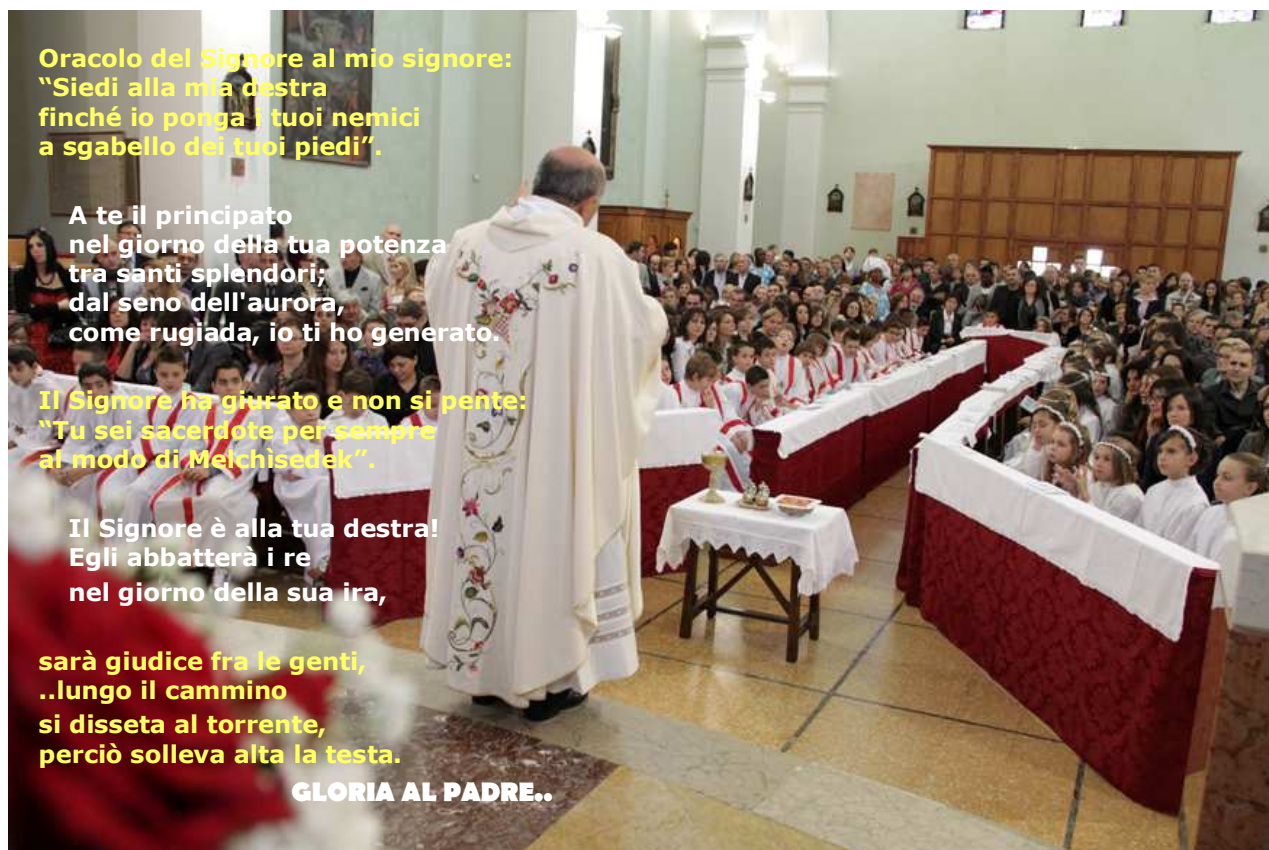 Oracolo del Signore al mio signore:
“Siedi alla mia destra
finché io ponga i tuoi nemici
a sgabello dei tuoi piedi”.
A te il principato
nel giorno della tua potenza
tra santi splendori;
dal seno dell'aurora,
come rugiada, io ti ho generato.
Il Signore ha giurato e non si pente:
“Tu sei sacerdote per sempre
al modo di Melchìsedek”.
Il Signore è alla tua destra!
Egli abbatterà i re
nel giorno della sua ira,
sarà giudice fra le genti,
..lungo il cammino
si disseta al torrente,
perciò solleva alta la testa.
GLORIA AL PADRE..